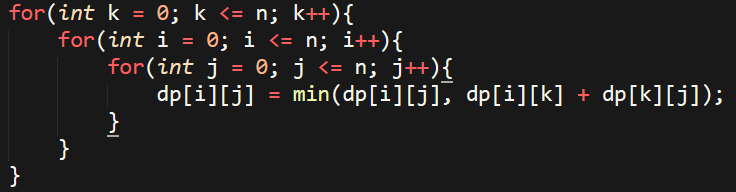 for(int k = 0; k <= n; k++){
    for(int i = 0; i <= n; i++){
        for(int j = 0; j <= n; j++){
            dp[i][j] = min(dp[i][j], dp[i][k] + dp[k][j]);
        }
    }
}